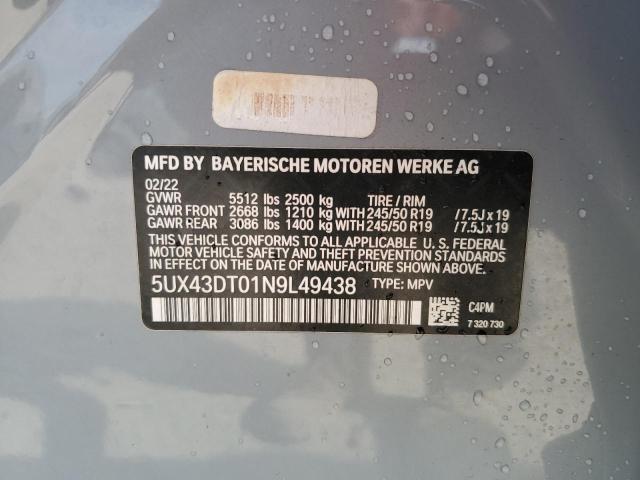 MFD BY BAYERISCHE MOTOREN WERKE AG
02/22
GVWR 5512 lbs 2500 kg TIRE / RIM
GAWR FRONT 2668 lbs 1210 kg WITH 245/50 R19 / 7.5J x 19
GAWR REAR 3086 lbs 1400 kg WITH 245/50 R19 / 7.5J x 19
THIS VEHICLE CONFORMS TO ALL APPLICABLE U. S. FEDERAL
MOTOR VEHICLE SAFETY AND THEFT PREVENTION STANDARDS
IN EFFECT ON THE DATE OF MANUFACTURE SHOWN ABOVE.
5UX43DT01N9L49438 TYPE: MPV
C4PM
7 320 730